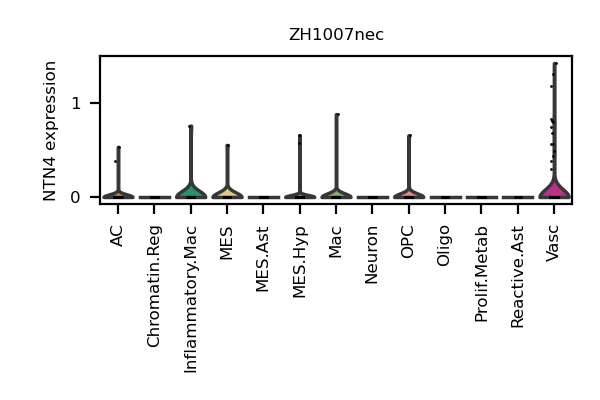 ZH1007nec
NTN4 expression
1
0
AC
Chromatin.Reg
Inflammatory.Mac
MES
MES.Ast
MES.Hyp
Mac
Neuron
OPC
Oligo
Prolif.Metab
Reactive.Ast
Vasc